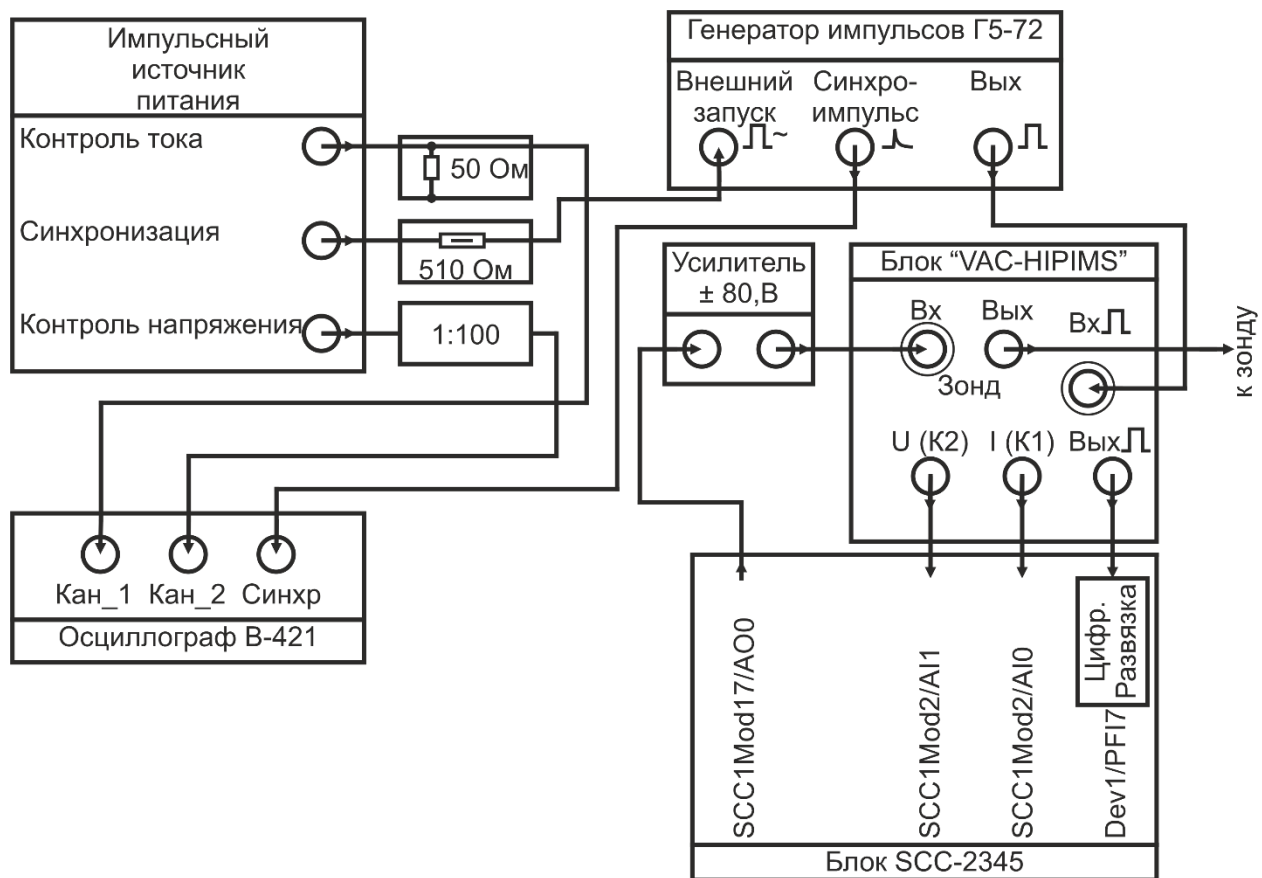 Импульсный
источник
питания
Контроль тока
50 Ом
Синхронизация
510 Ом
Контроль напряжения
1:100
Генератор импульсов Г5-72
Внешний
запуск
~
Синхро-
импульс
Вых
Усилитель
± 80,В
Блок “VAC-HIPIMS”
Вх
Вых
Вх
Зонд
к зонду
U (К2)
I (К1)
Вых
Кан_1
Кан_2
Синхр
Осциллограф В-421
SCC1Mod17/AO0
SCC1Mod2/AI1
SCC1Mod2/AI0
Цифр.
Развязка
Dev1/PFI7
Блок SCC-2345